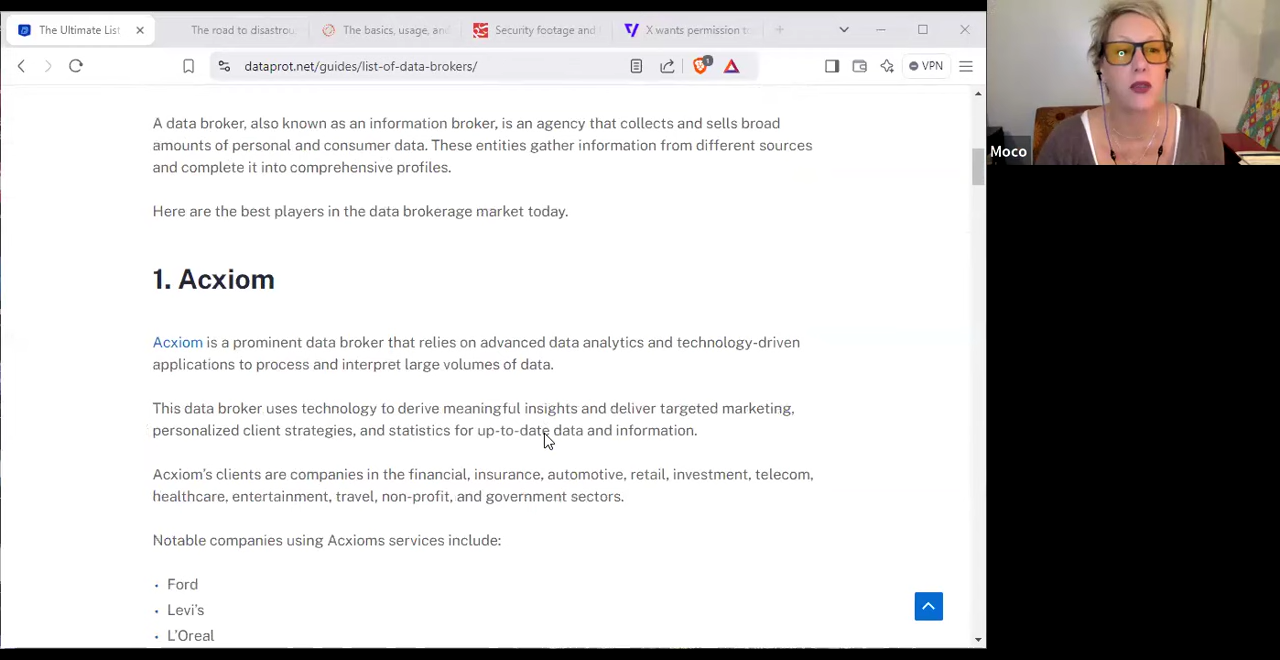 The Ultimate List
The road to disastrou
The basics, usage, and
Security footage and
X wants permission to
dataprot.net/guides/list-of-data-brokers/
1
VPN
Moco
A data broker, also known as an information broker, is an agency that collects and sells broad
amounts of personal and consumer data. These entities gather information from different sources
and complete it into comprehensive profiles.
Here are the best players in the data brokerage market today.
1. Acxiom
Acxiom is a prominent data broker that relies on advanced data analytics and technology-driven
applications to process and interpret large volumes of data.
This data broker uses technology to derive meaningful insights and deliver targeted marketing,
personalized client strategies, and statistics for up-to-date data and information.
Acxiom's clients are companies in the financial, insurance, automotive, retail, investment, telecom,
healthcare, entertainment, travel, non-profit, and government sectors.
Notable companies using Acxioms services include:
• Ford
• Levi's
• L'Oreal